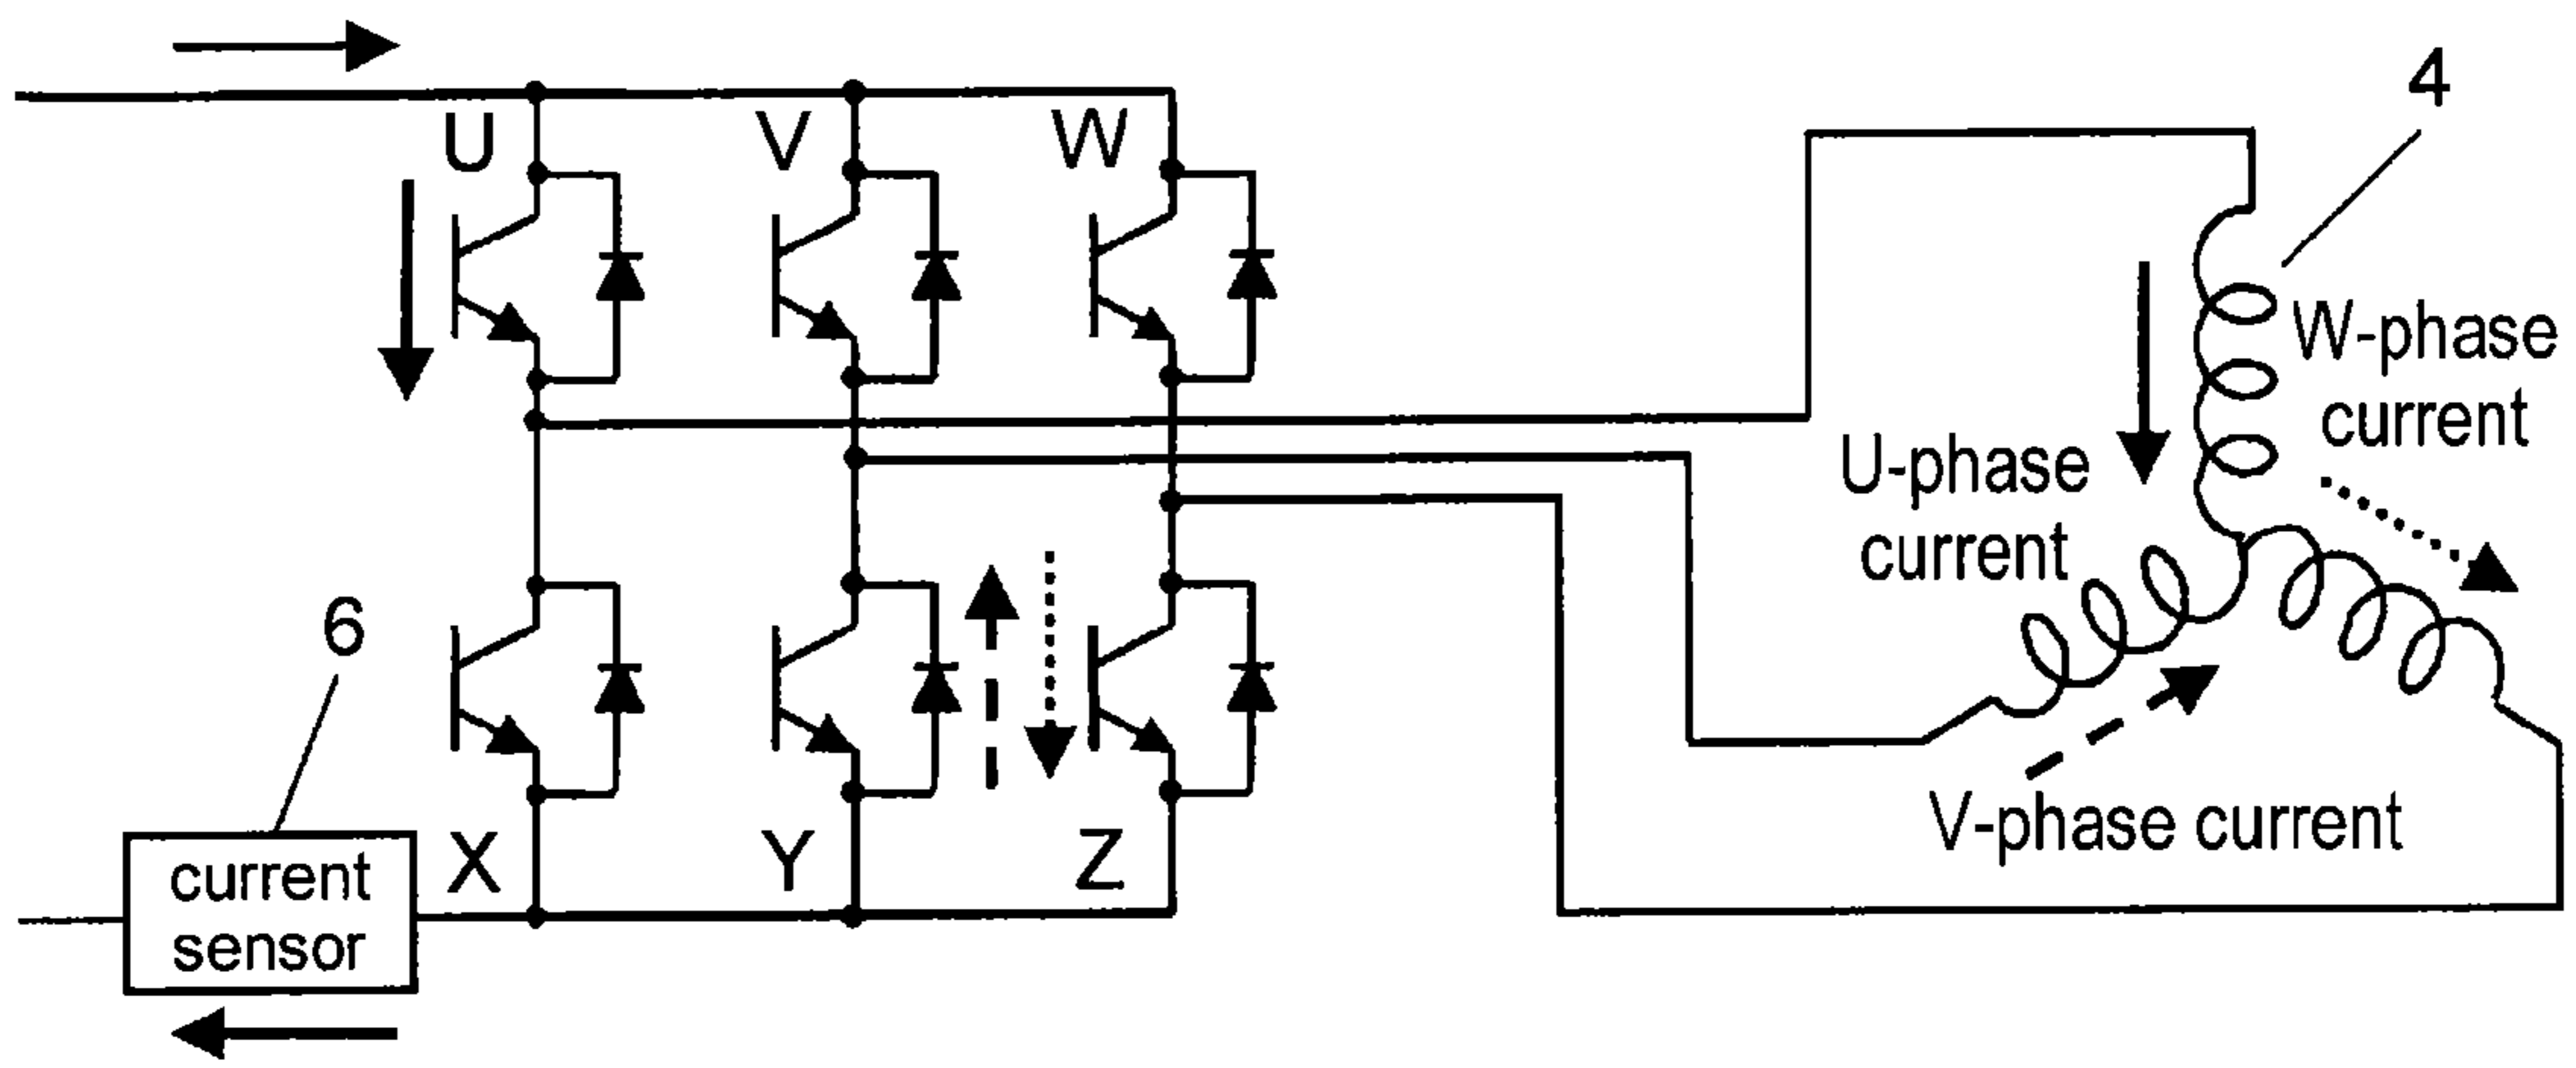 4
U V W
W-phase
current
U-phase
current
6
V-phase current
X Y Z
current
sensor